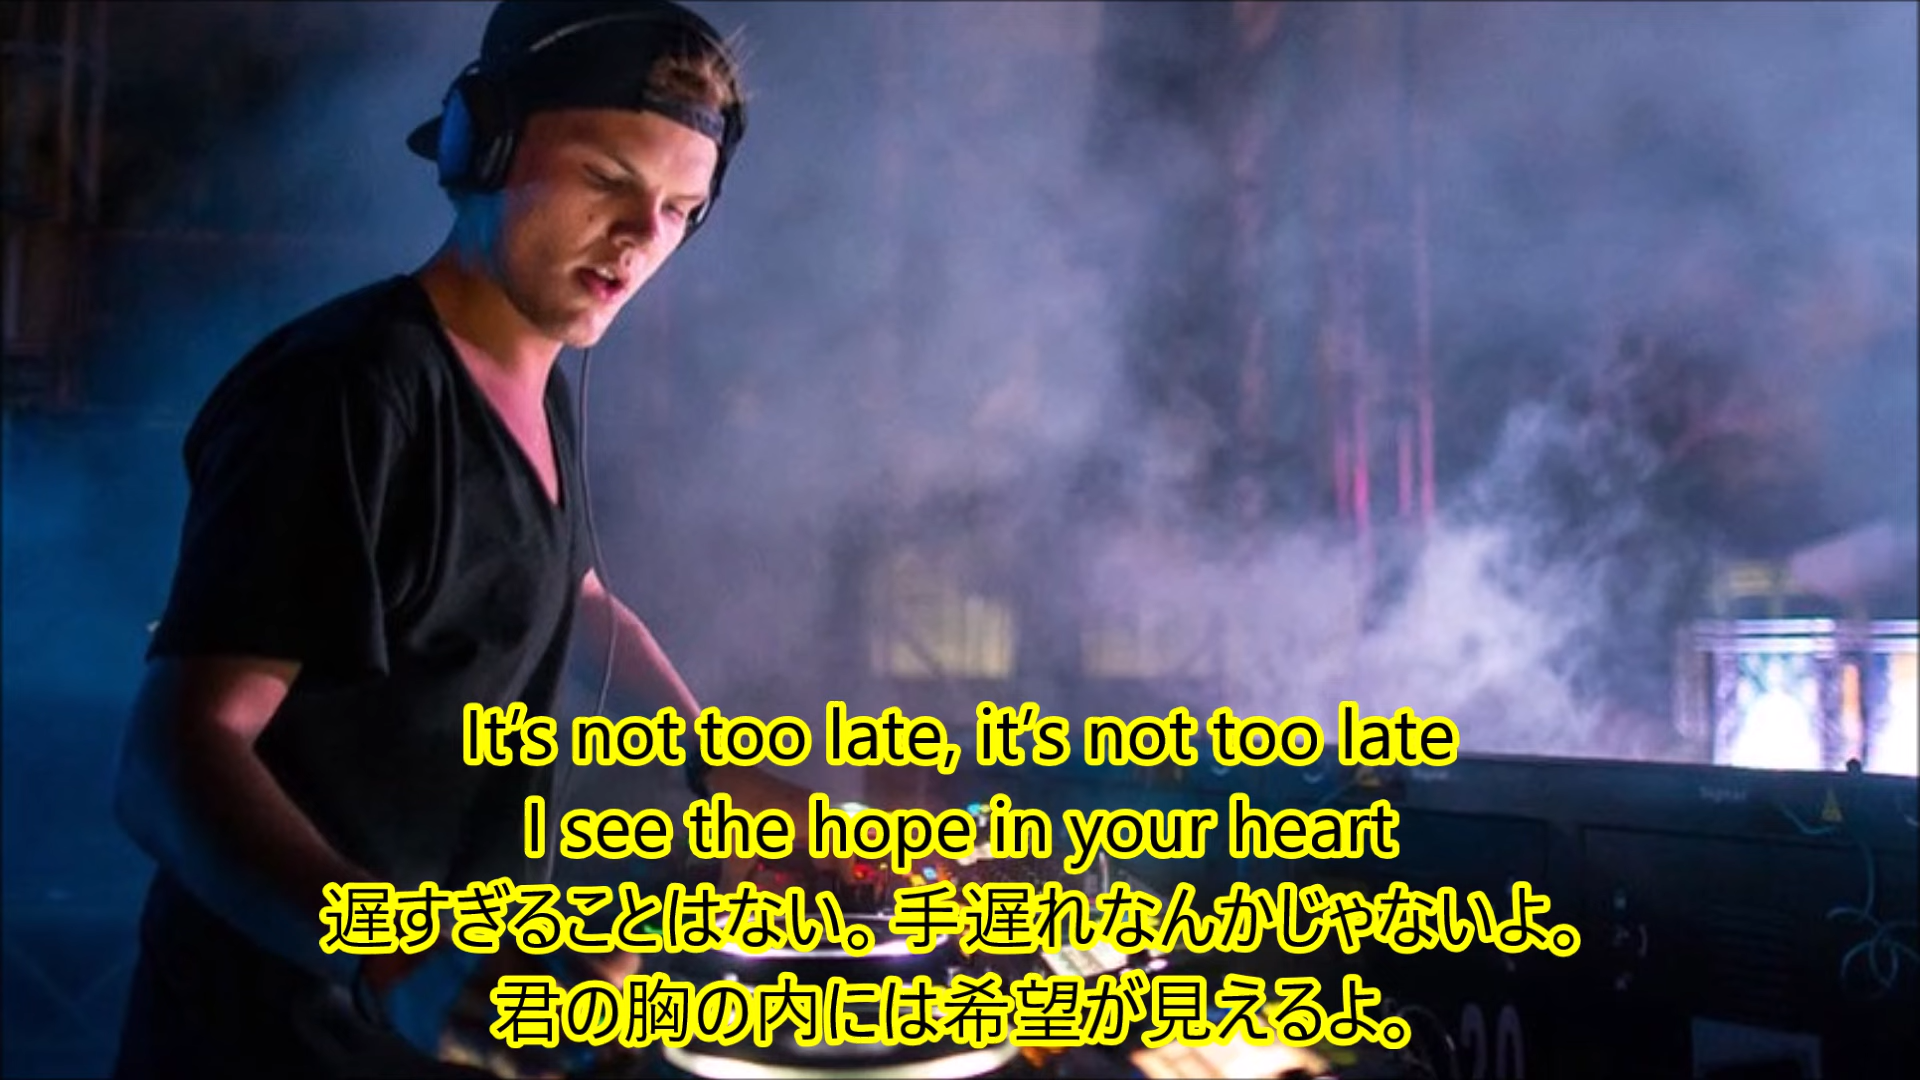 It's not too late, it's not too late
I see the hope in your heart
遅すぎることはない。手遅れなんかじゃないよ。
君の胸の内には希望が見えるよ。